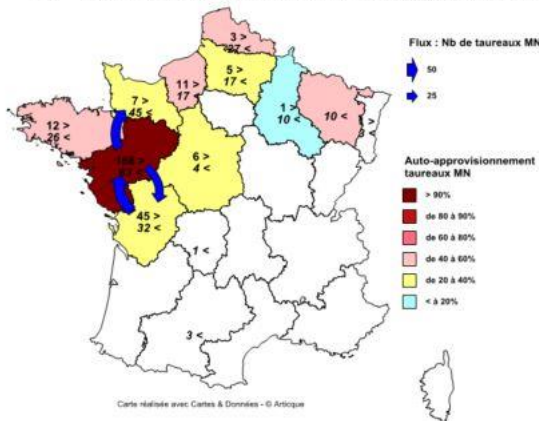 Flux : Nb de taureaux MN
50
25
3 >
27 <
5 >
17 <
11 >
17 <
7 >
45 <
1 >
10 <
10 <
12 >
26 <
6 >
4 <
45 >
32 <
1 <
3 <
Auto-approvisionnement
taureaux MN
> 90%
de 80 à 90%
de 60 à 80%
de 40 à 60%
de 20 à 40%
< à 20%
Carte réalisée avec Cartes & Données - © Articque